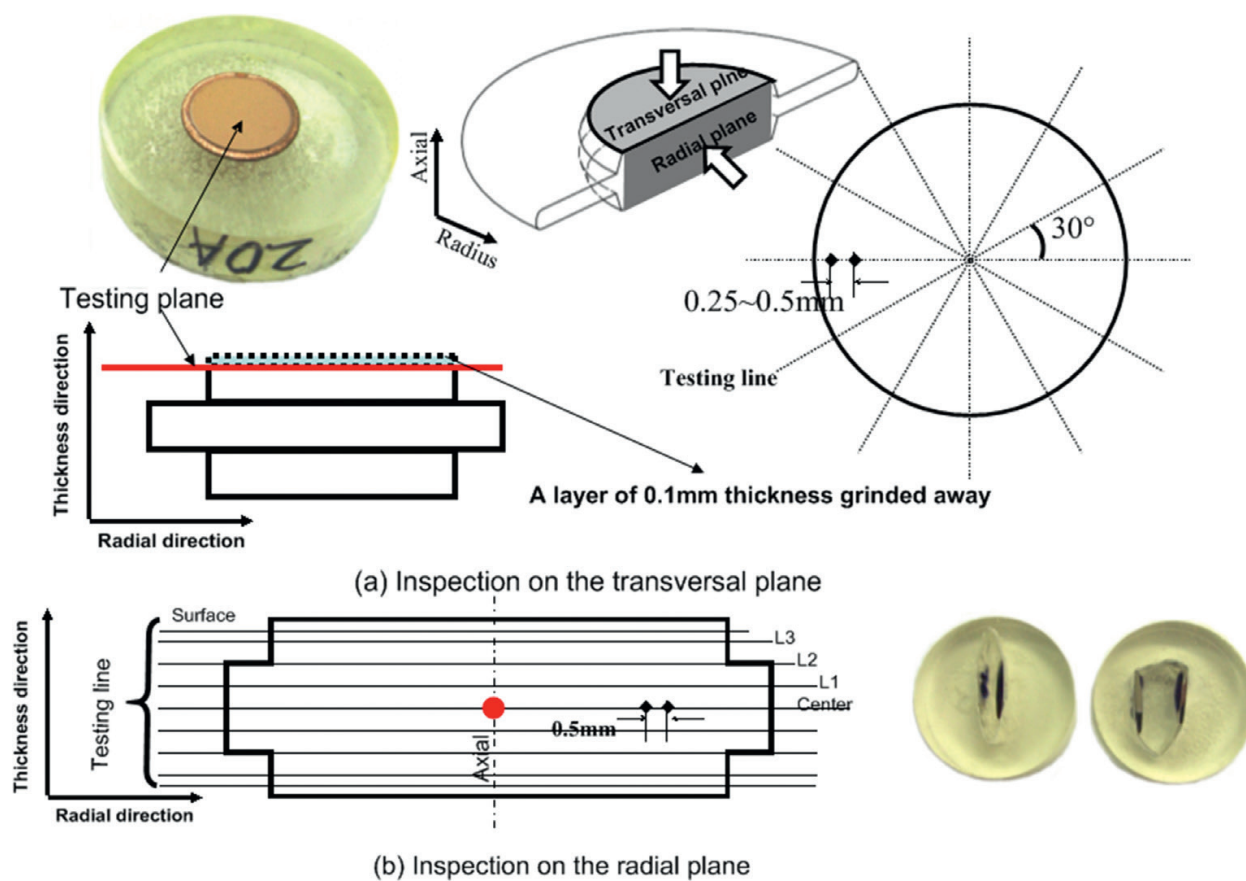 20A
Axial
Radius
Transversal plne
Radial plane
30°
0.25~0.5mm
Testing line
Testing plane
Thickness direction
Radial direction
A layer of 0.1mm thickness grinded away
(a) Inspection on the transversal plane
Thickness direction
Radial direction
Testing line
Surface
L3
L2
L1
Center
0.5mm
Axial
(b) Inspection on the radial plane